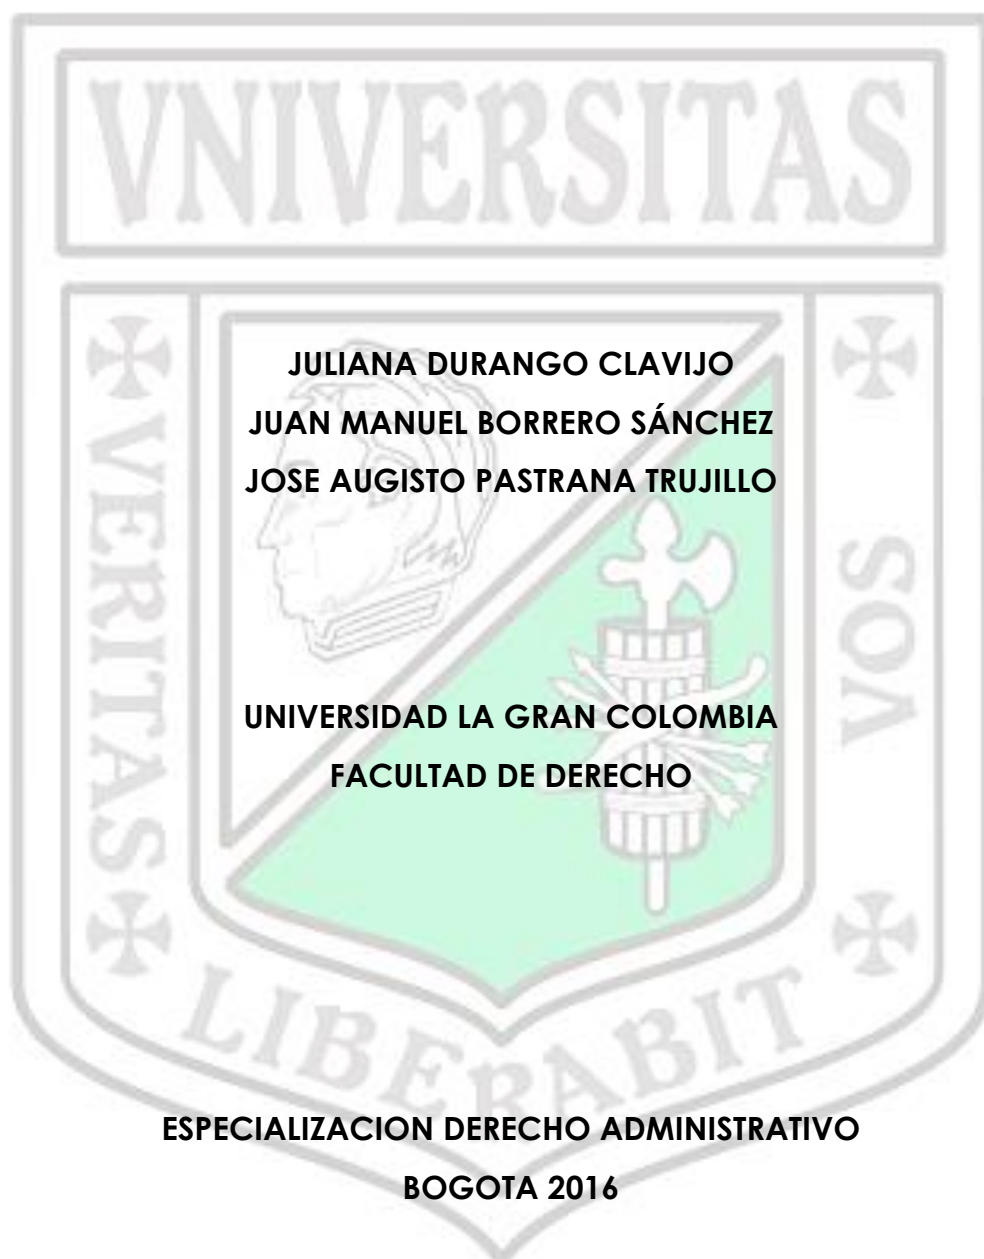 VNIVERSITAS
JULIANA DURANGO CLAVIJO
JUAN MANUEL BORRERO SÁNCHEZ
JOSE AUGISTO PASTRANA TRUJILLO
VERITAS
VOS
UNIVERSIDAD LA GRAN COLOMBIA
FACULTAD DE DERECHO
LIBERABIT
ESPECIALIZACION DERECHO ADMINISTRATIVO
BOGOTA 2016